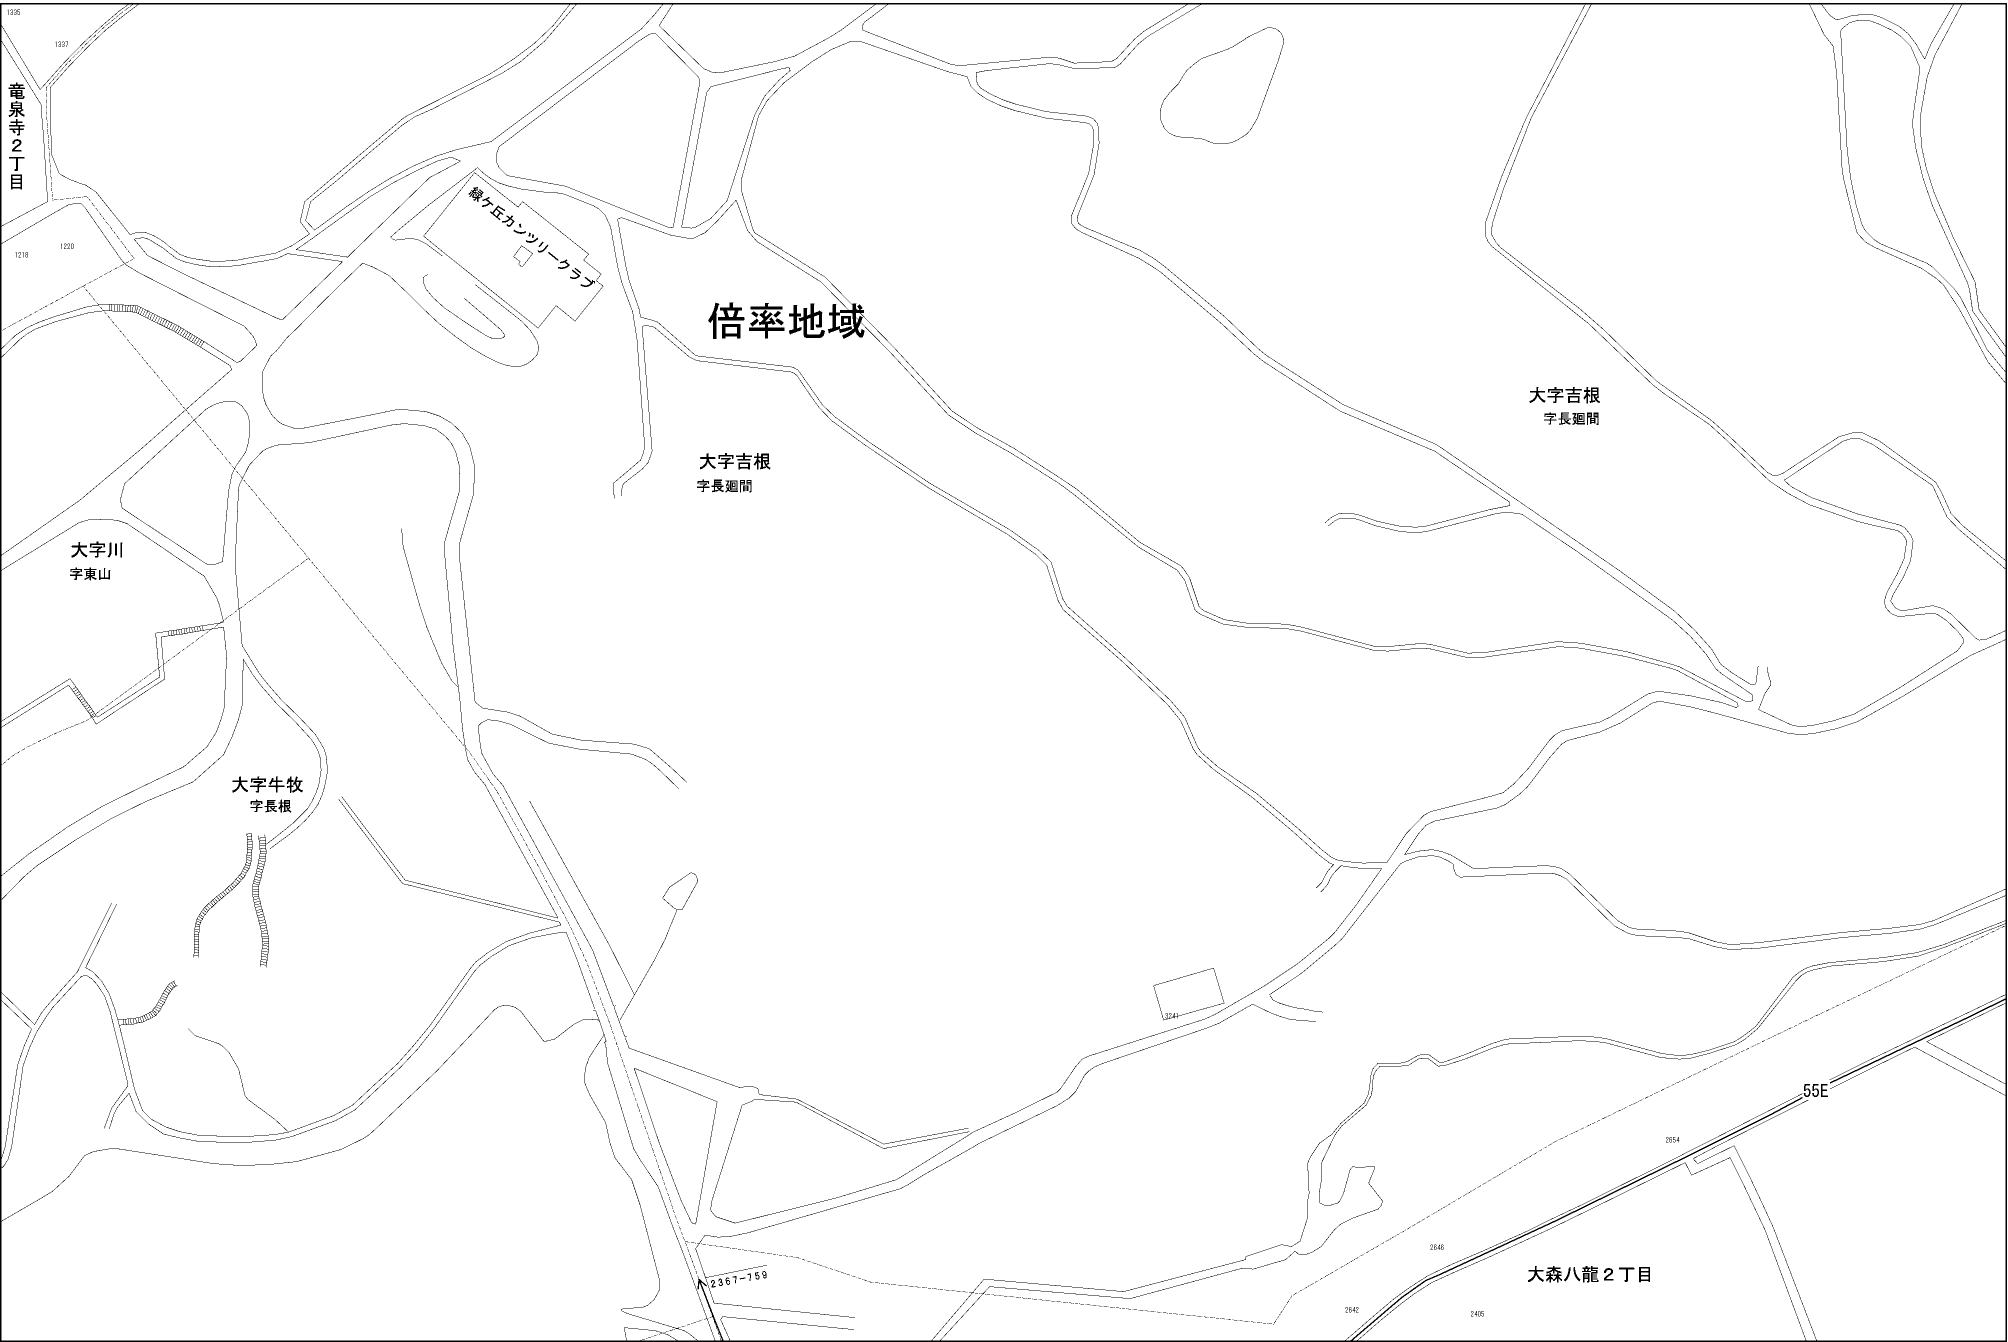 1335
1337
竜泉寺２丁目
緑ケ丘カンツリークラブ
1220
1218
倍率地域
大字吉根
字長廻間
大字吉根
字長廻間
大字川
字東山
大字牛牧
字長根
3241
55E
2654
2646
大森八龍２丁目
2367-759
2642
2405